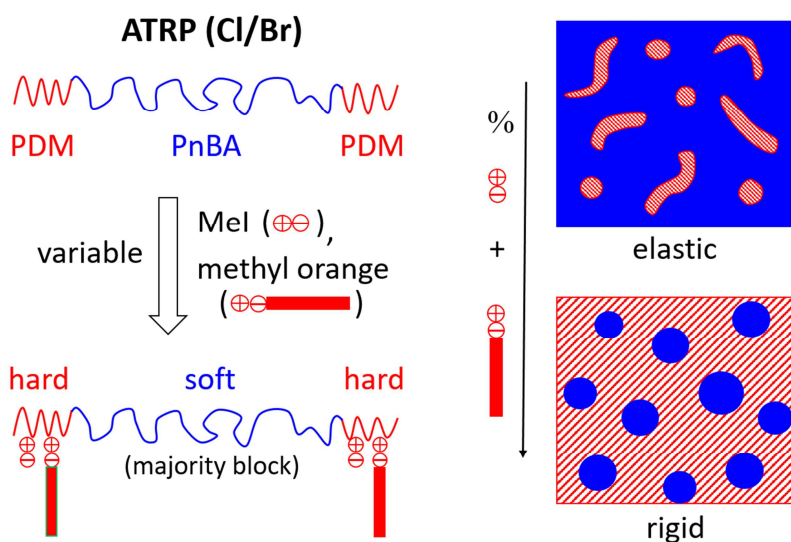 ATRP (Cl/Br)
PDM PnBA PDM
variable
MeI (⊕⊖),
methyl orange
(⊕⊖ )
hard soft hard
⊕ ⊕ ⊕ ⊕
⊖ ⊖ ⊖ ⊖
(majority block)
%
⊕
⊖
+
⊕
⊖
elastic
rigid